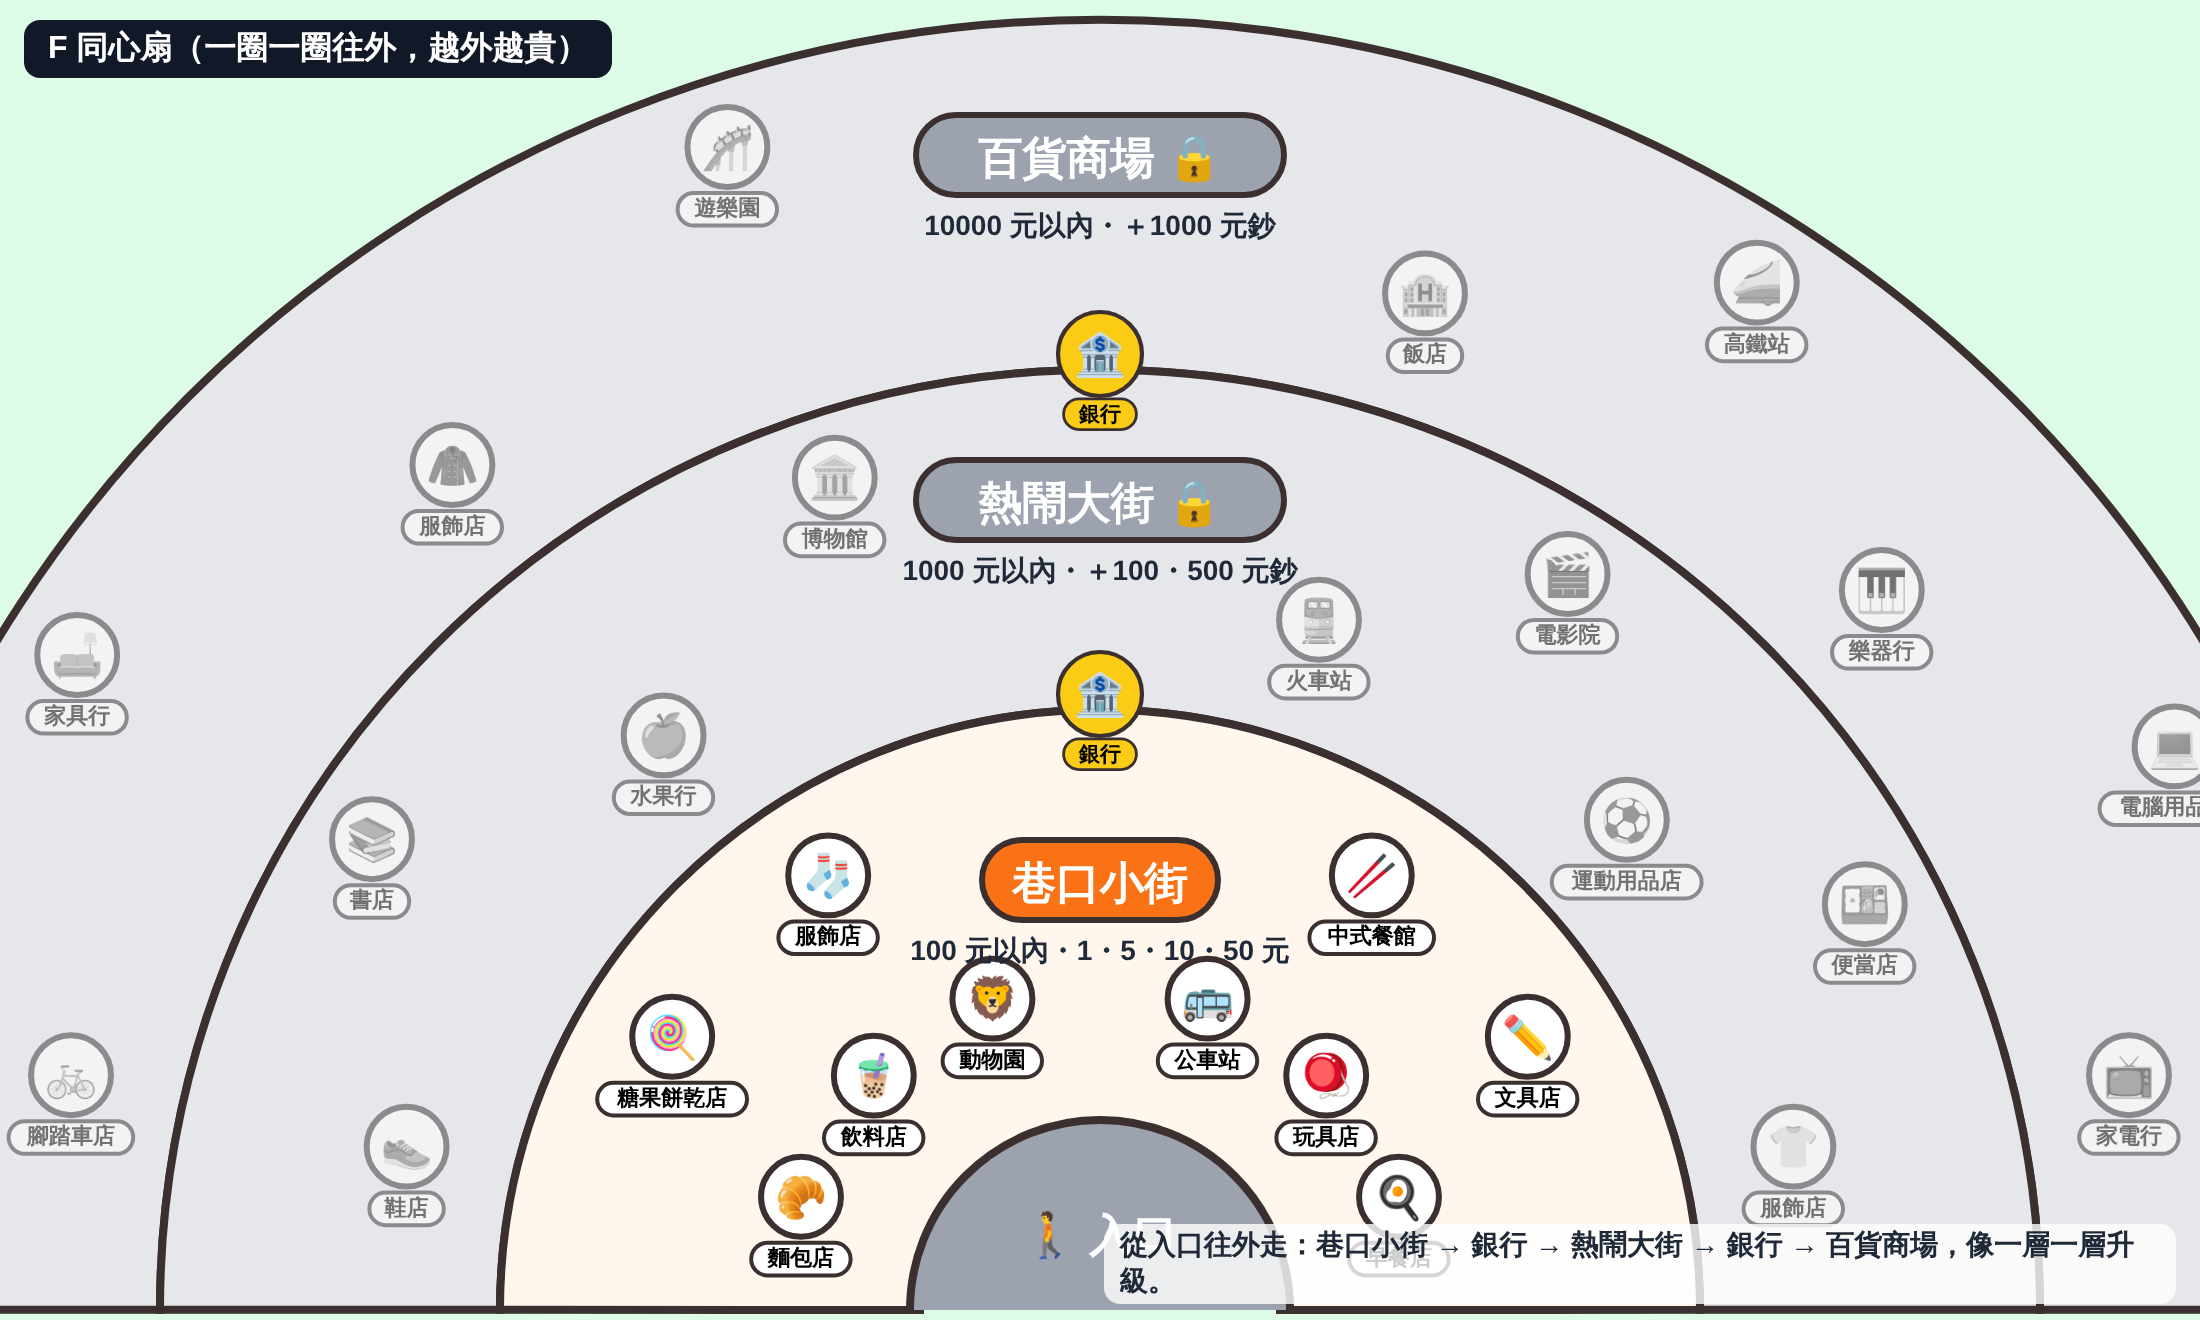 F 同心扇（一圈一圈往外，越外越貴）
遊樂園
百貨商場
10000 元以內・＋1000 元鈔
飯店
高鐵站
銀行
服飾店
博物館
熱鬧大街
1000 元以內・＋100・500 元鈔
電影院
樂器行
火車站
家具行
銀行
水果行
電腦用品
書店
運動用品店
服飾店
巷口小街
中式餐館
100 元以內・1・5・10・50 元
便當店
動物園
公車站
糖果餅乾店
文具店
飲料店
玩具店
腳踏車店
家電行
鞋店
服飾店
麵包店
入口
早餐店
從入口往外走：巷口小街 → 銀行 → 熱鬧大街 → 銀行 → 百貨商場，像一層一層升
級。